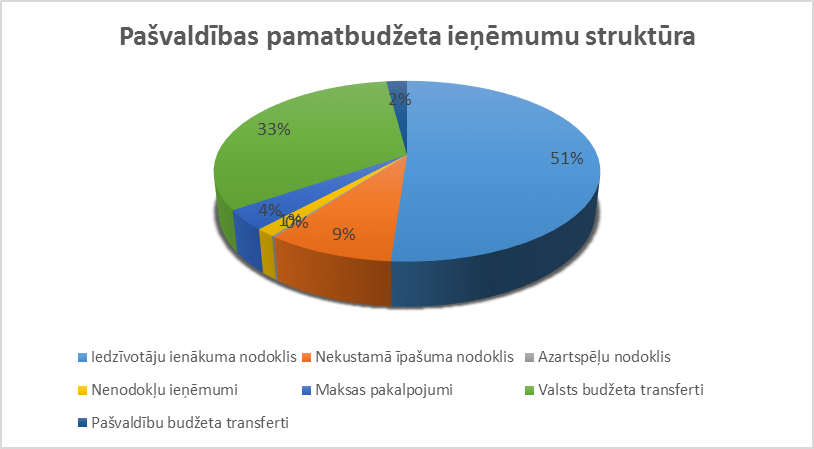 Pašvaldības pamatbudžeta ieņēmumu struktūra
2%
33%
51%
4%
1%
0%
9%
Iedzīvotāju ienākuma nodoklis Nekustamā īpašuma nodoklis Azartspēļu nodoklis
Nenodokļu ieņēmumi Maksas pakalpojumi Valsts budžeta transferti
Pašvaldību budžeta transferti